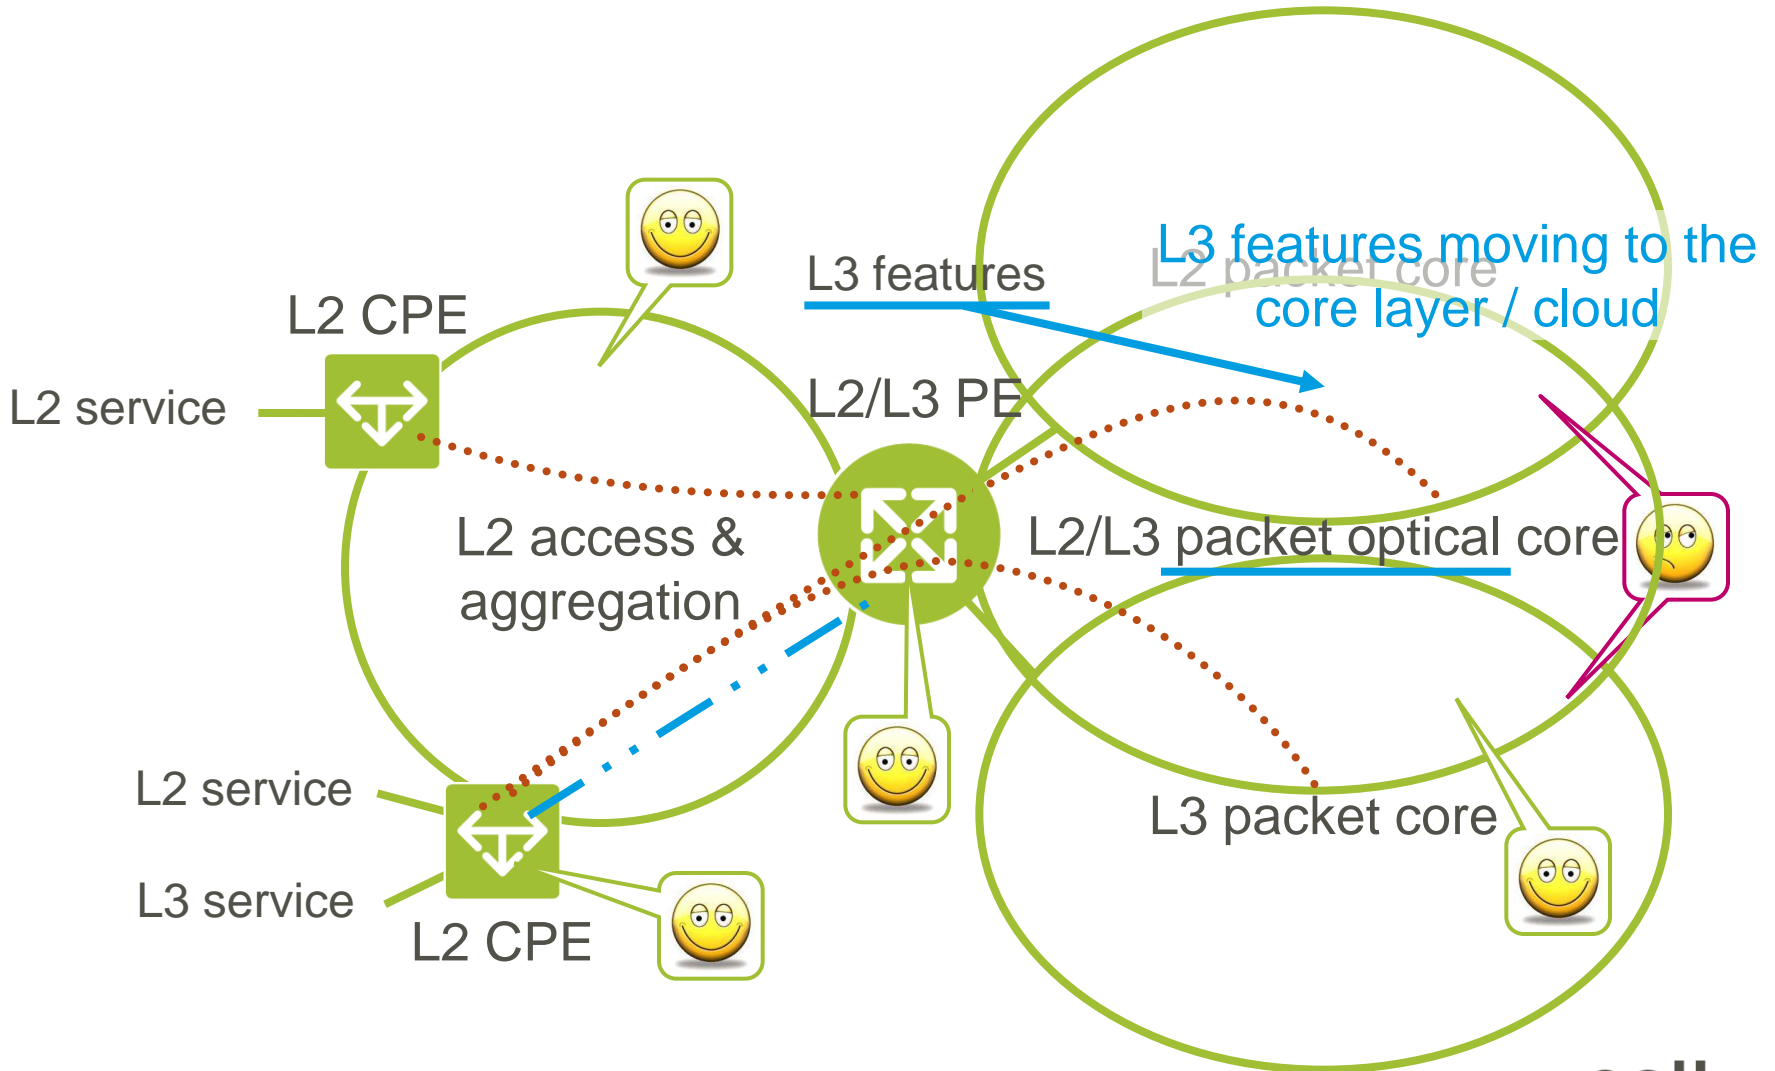 L3 features moving to the
L2 packet core
core layer / cloud
L3 features
L2 CPE
L2/L3 PE
L2 service
L2 access &
aggregation
L2/L3 packet optical core
L2 service
L3 packet core
L3 service
L2 CPE